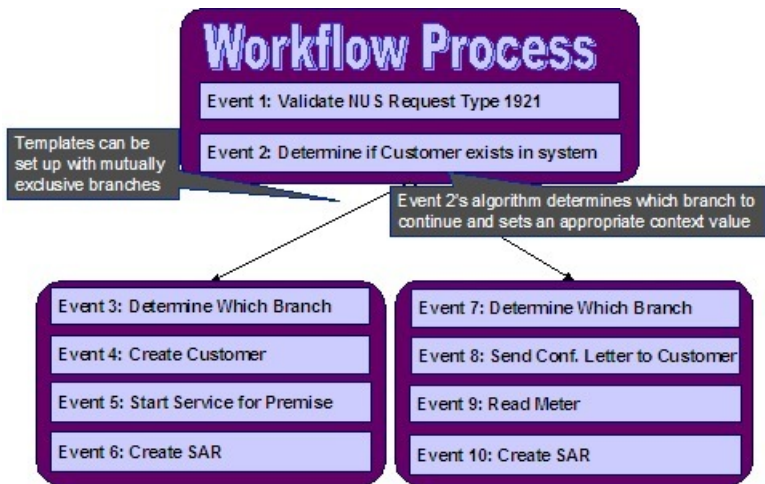 Workflow Process
Event 1: Validate NUS Request Type 1921
Event 2: Determine if Customer exists in system
Templates can be
set up with mutually
exclusive branches
Event 2's algorithm determines which branch to
continue and sets an appropriate context value
Event 3: Determine Which Branch
Event 4: Create Customer
Event 5: Start Service for Premise
Event 6: Create SAR
Event 7: Determine Which Branch
Event 8: Send Conf. Letter to Customer
Event 9: Read Meter
Event 10: Create SAR